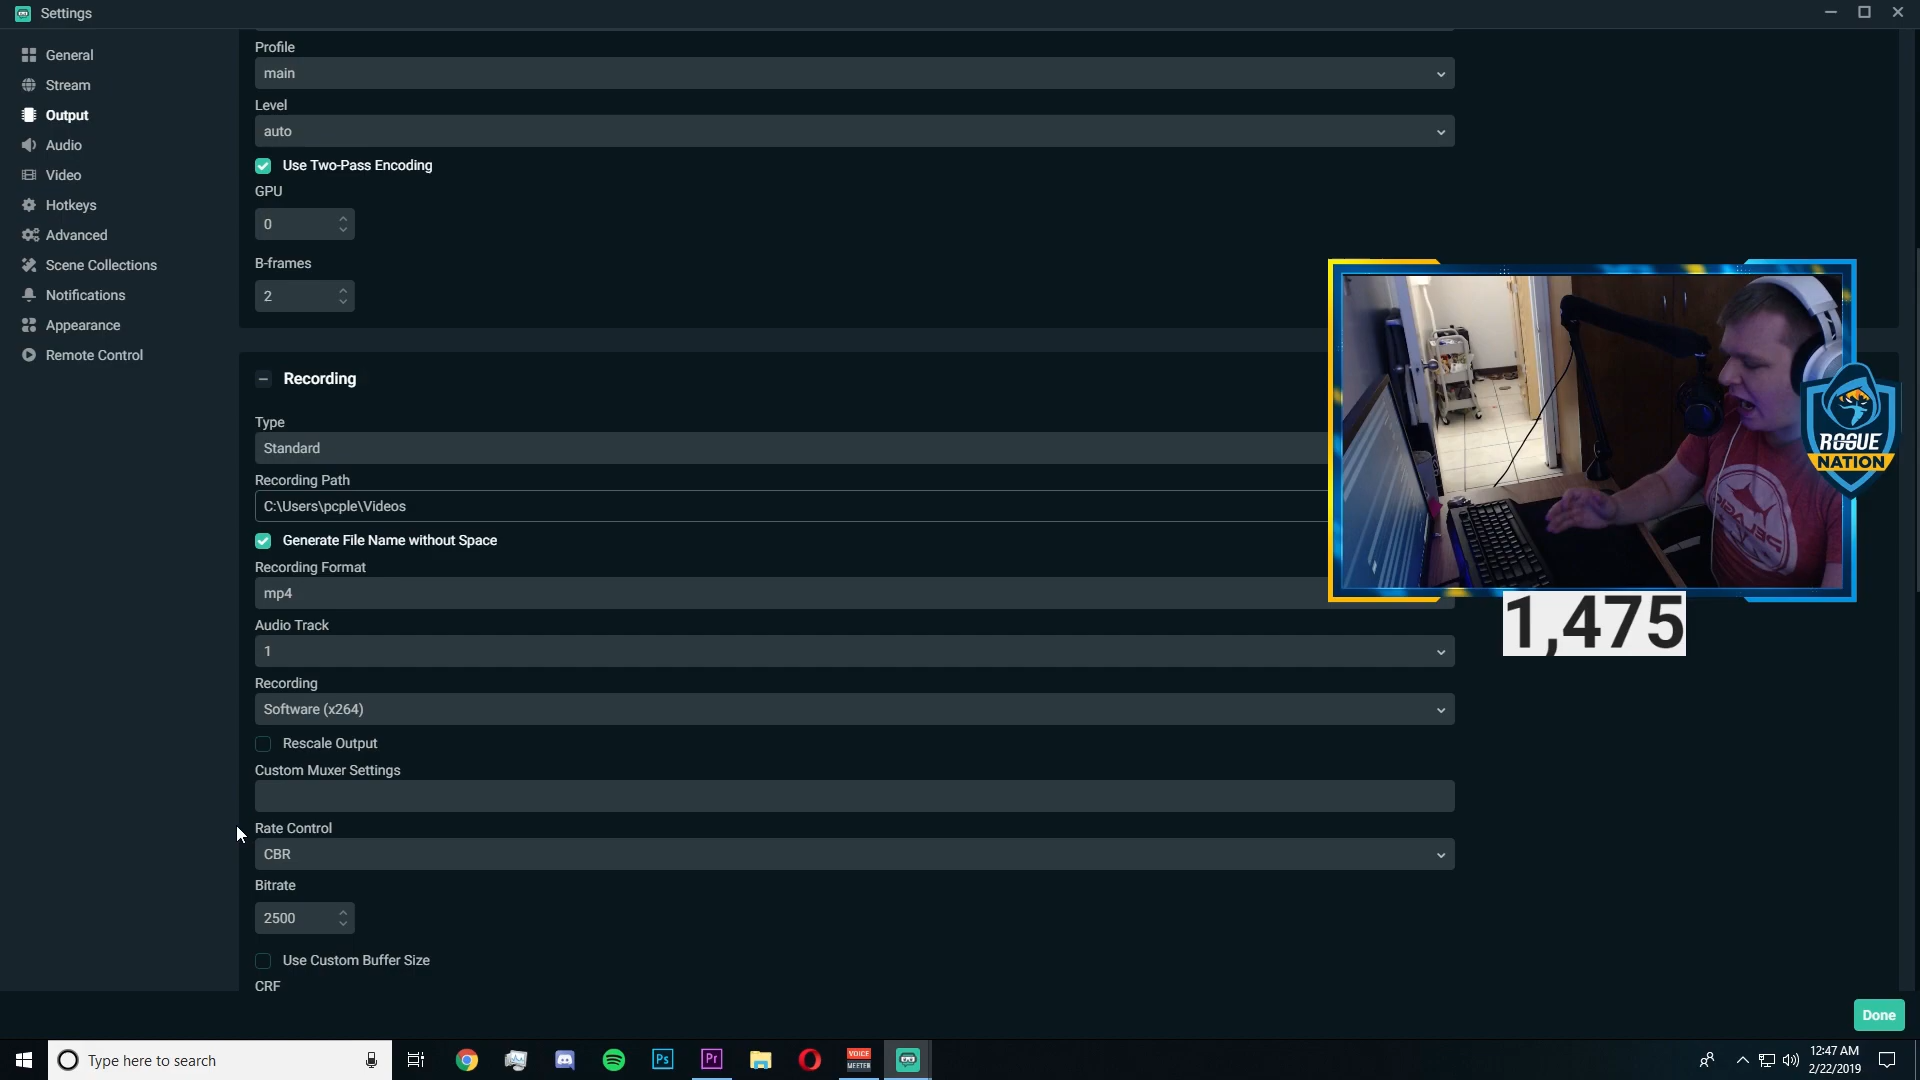 Settings
General
Stream
Output
Audio
Video
Hotkeys
Advanced
Scene Collections
Notifications
Appearance
Remote Control
Profile
main
Level
auto
Use Two-Pass Encoding
GPU
0
B-frames
2
Recording
Type
Standard
Recording Path
C:\Users\pcple\Videos
Generate File Name without Space
Recording Format
mp4
Audio Track
1
Recording
Software (x264)
Rescale Output
Custom Muxer Settings
Rate Control
CBR
Bitrate
2500
Use Custom Buffer Size
CRF
ROGUE
NATION
1,475
Done
Type here to search
Ps
Pr
VOICE
MEETER
12:47 AM
2/22/2019